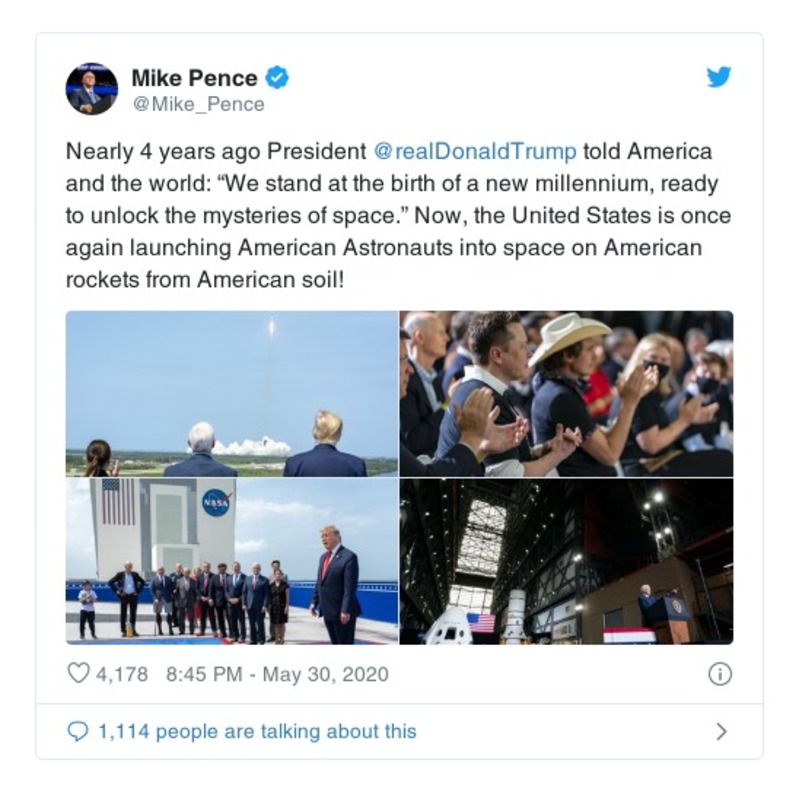 Mike Pence
@Mike_Pence
Nearly 4 years ago President @realDonaldTrump told America
and the world: “We stand at the birth of a new millennium, ready
to unlock the mysteries of space.” Now, the United States is once
again launching American Astronauts into space on American
rockets from American soil!
NASA
4,178 8:45 PM - May 30, 2020
1,114 people are talking about this